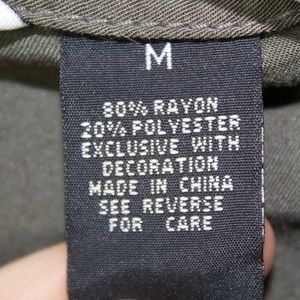 M
80% RAYON
20% POLYESTER
EXCLUSIVE WITH
DECORATION
MADE IN CHINA
SEE REVERSE
FOR CARE